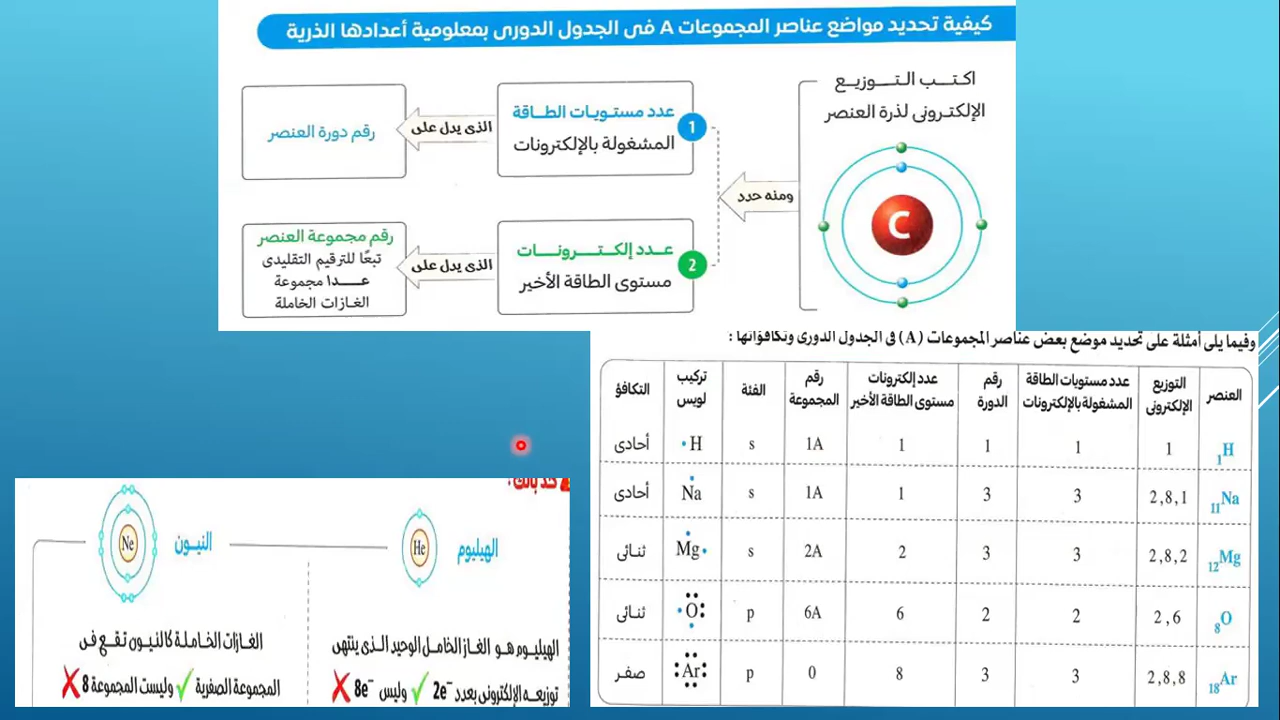 كيفية تحديد مواضع عناصر المجموعات A فى الجدول الدورى بمعلومية أعدادها الذرية
اكتب التوزيع
الإلكترونى لذرة العنصر
C
ومنه حدد
1
عدد مستويات الطاقة
المشغولة بالإلكترونات
الذى يدل على
رقم دورة العنصر
2
عدد إلكترونات
مستوى الطاقة الأخير
الذى يدل على
رقم مجموعة العنصر
تبعًا للترقيم التقليدى
عدا مجموعة
الغازات الخاملة
وفيما يلى أمثلة على تحديد موضع بعض عناصر المجموعات (A) فى الجدول الدورى وتكافؤاتها :
العنصر التوزيع الإلكترونى عدد مستويات الطاقة المشغولة بالإلكترونات رقم الدورة عدد إلكترونات مستوى الطاقة الأخير رقم المجموعة الفئة تركيب لويس التكافؤ
₁H 1 1 1 1 1A s •H أحادى
₁₁Na 2,8,1 3 3 1 1A s Na أحادى
₁₂Mg 2,8,2 3 3 2 2A s Mg• ثنائى
₈O 2,6 2 2 6 6A p •O: ثنائى
₁₈Ar 2,8,8 3 3 8 0 p :Ar: صفر
خد بالك :
الهيليوم
He
النيون
Ne
الهيليوم هو الغاز الخامل الوحيد الذى ينتهى
توزيعه الإلكترونى بعدد 2e⁻ ✓ وليس 8e⁻ ✗
الغازات الخاملة كالنيون تقع فى
المجموعة الصفرية ✓ وليست المجموعة 8 ✗